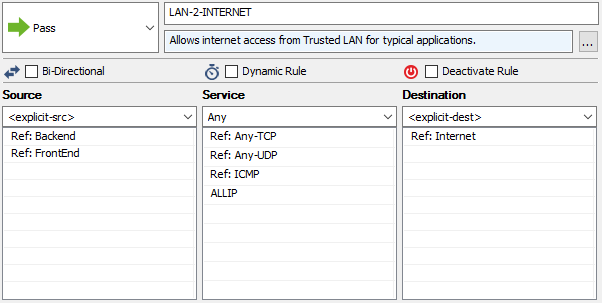 Pass
LAN-2-INTERNET
Allows internet access from Trusted LAN for typical applications.
...
Bi-Directional
Dynamic Rule
Deactivate Rule
Source
Service
Destination
<explicit-src>
Any
<explicit-dest>
Ref: Backend
Ref: FrontEnd
Ref: Any-TCP
Ref: Any-UDP
Ref: ICMP
ALLIP
Ref: Internet